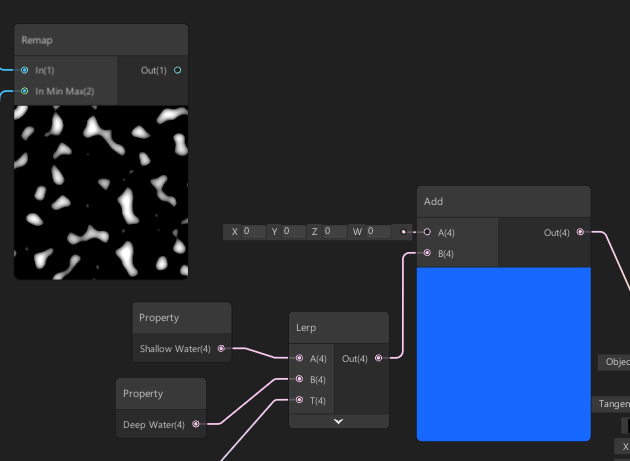 Remap
In(1) Out(1)
In Min Max(2)
Add
X 0 Y 0 Z 0 W 0
A(4) Out(4)
B(4)
Property
Shallow Water(4)
Lerp
A(4) Out(4)
B(4)
T(4)
Property
Deep Water(4)
Objec
Tangen
X